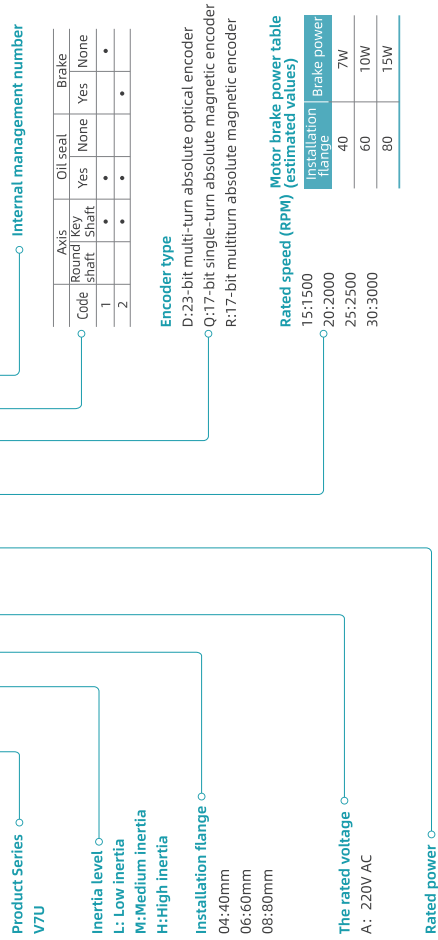 Product Series
V7U
Inertia level
L: Low inertia
M:Medium inertia
H:High inertia
Installation flange
04:40mm
06:60mm
08:80mm
The rated voltage
A: 220V AC
Rated power
Internal management number
Code Axis Oil seal Brake
Round shaft Key Shaft Yes None Yes None
1 • • •
2 • • •
Encoder type
D:23-bit multi-turn absolute optical encoder
Q:17-bit single-turn absolute magnetic encoder
R:17-bit multiturn absolute magnetic encoder
Rated speed (RPM)
15:1500
20:2000
25:2500
30:3000
Motor brake power table
(estimated values)
Installation flange Brake power
40 7W
60 10W
80 15W